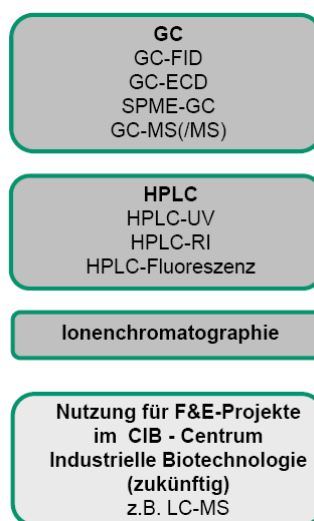 GC
GC-FID
GC-ECD
SPME-GC
GC-MS(/MS)
HPLC
HPLC-UV
HPLC-RI
HPLC-Fluoreszenz
Ionenchromatographie
Nutzung für F&E-Projekte
im CIB - Centrum
Industrielle Biotechnologie
(zukünftig)
z.B. LC-MS